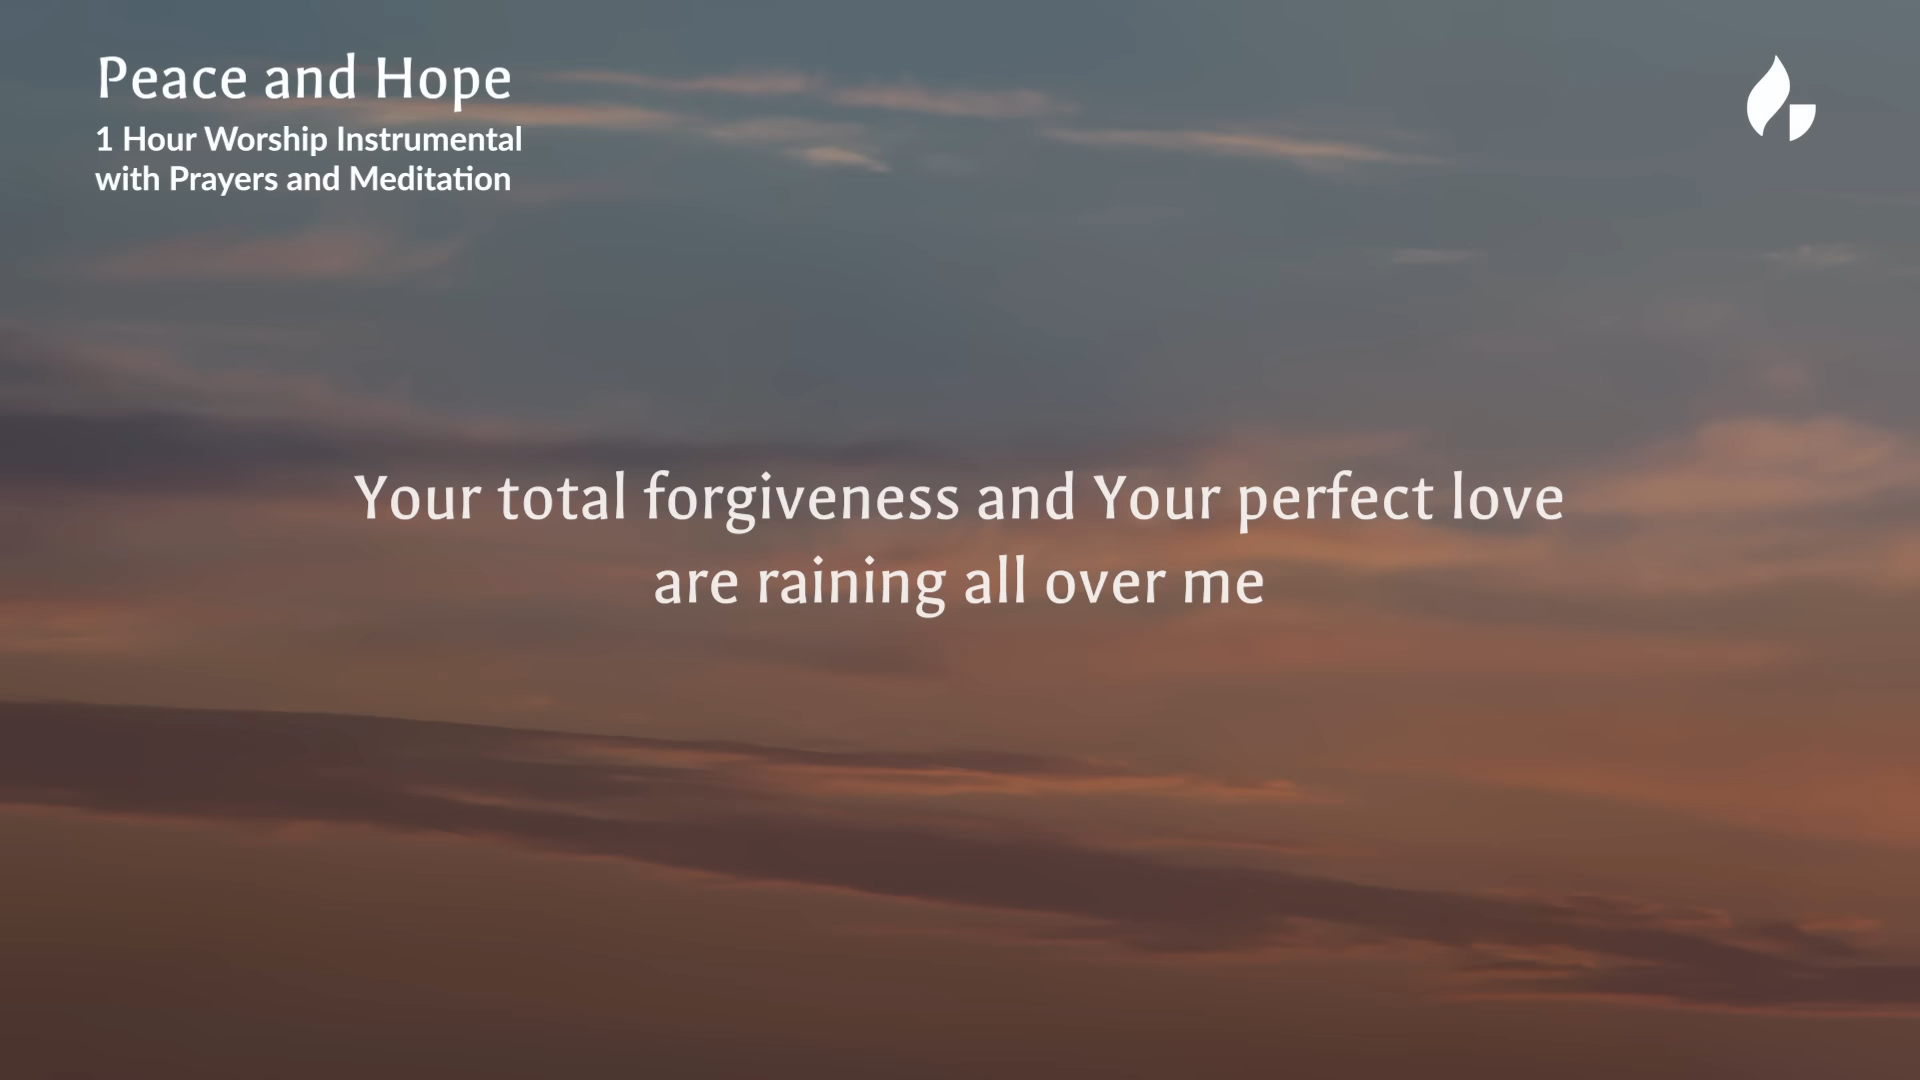 Peace and Hope
1 Hour Worship Instrumental
with Prayers and Meditation
Your total forgiveness and Your perfect love
are raining all over me